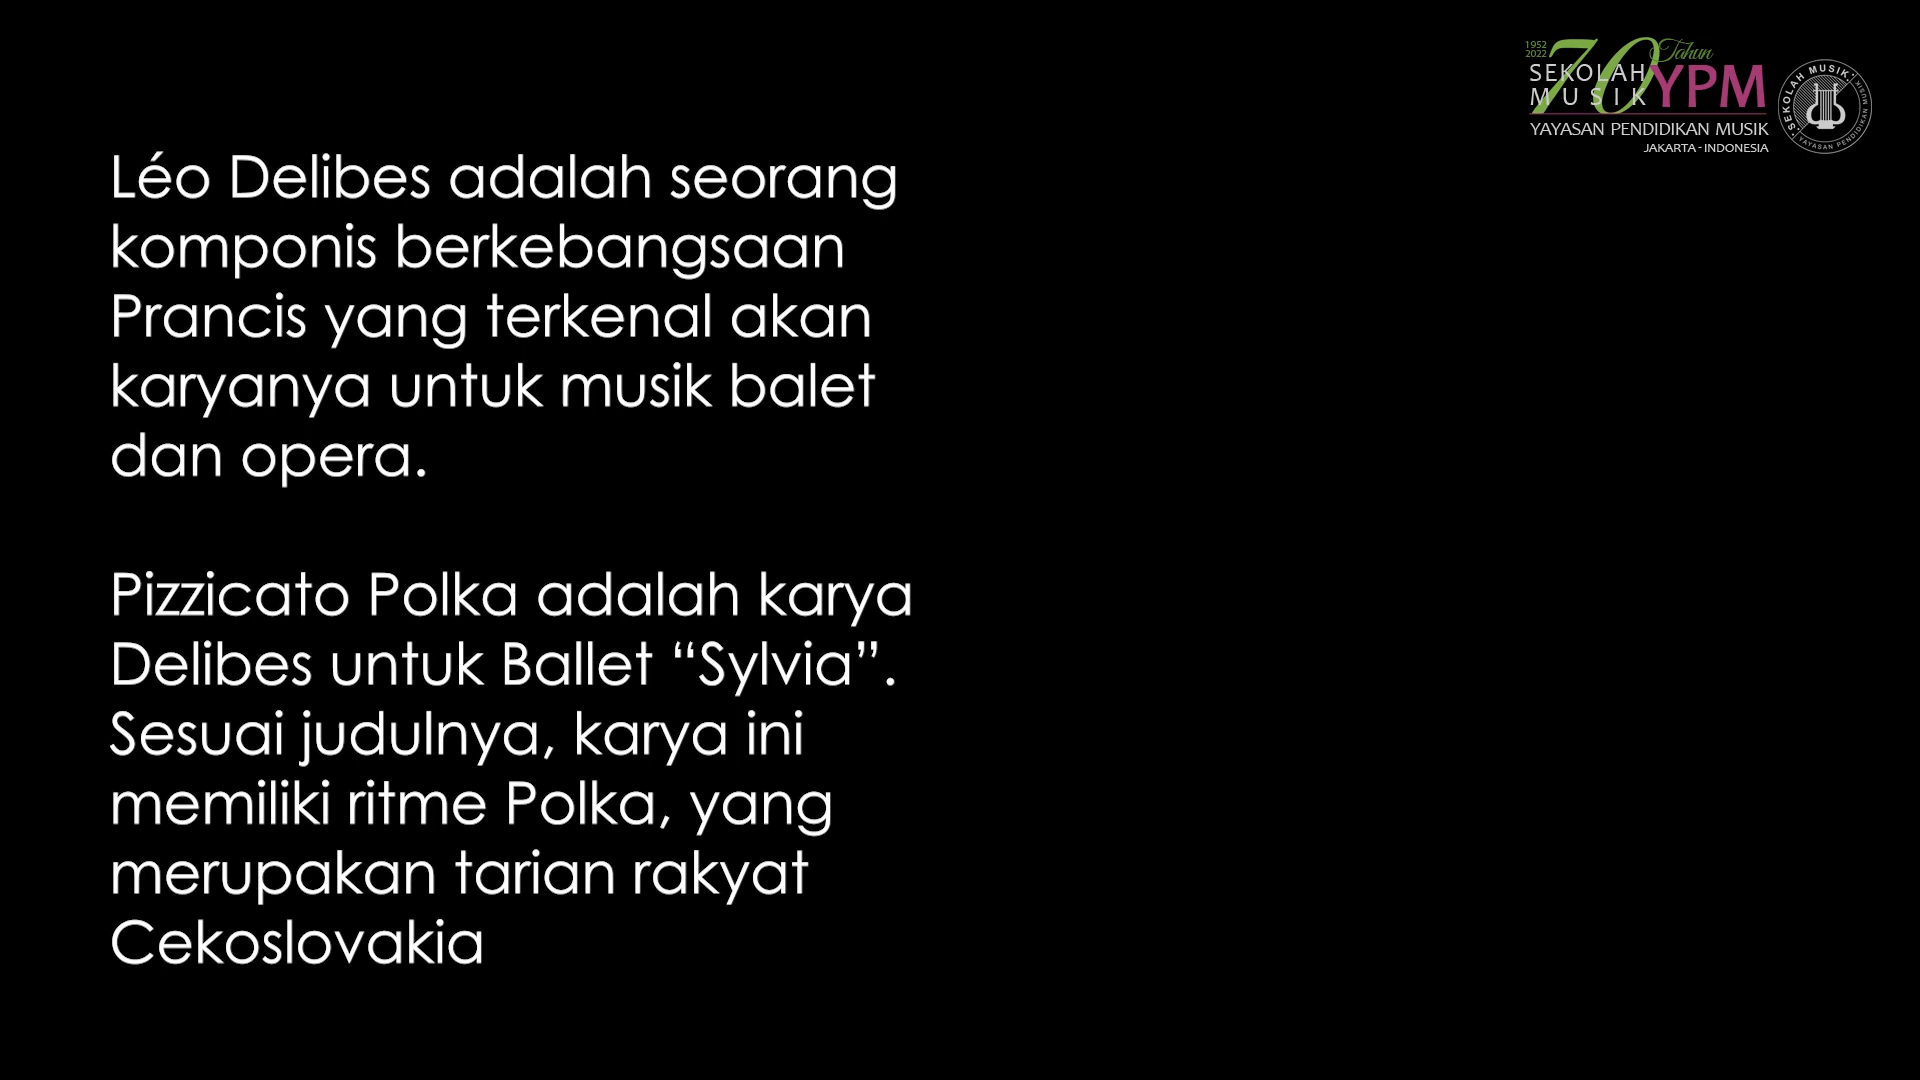 1952
2022
70 Tahun
SEKOLAH
MUSIK
YPM
YAYASAN PENDIDIKAN MUSIK
JAKARTA - INDONESIA
SEKOLAH MUSIK
YAYASAN PENDIDIKAN MUSIK
Léo Delibes adalah seorang
komponis berkebangsaan
Prancis yang terkenal akan
karyanya untuk musik balet
dan opera.
Pizzicato Polka adalah karya
Delibes untuk Ballet “Sylvia”.
Sesuai judulnya, karya ini
memiliki ritme Polka, yang
merupakan tarian rakyat
Cekoslovakia